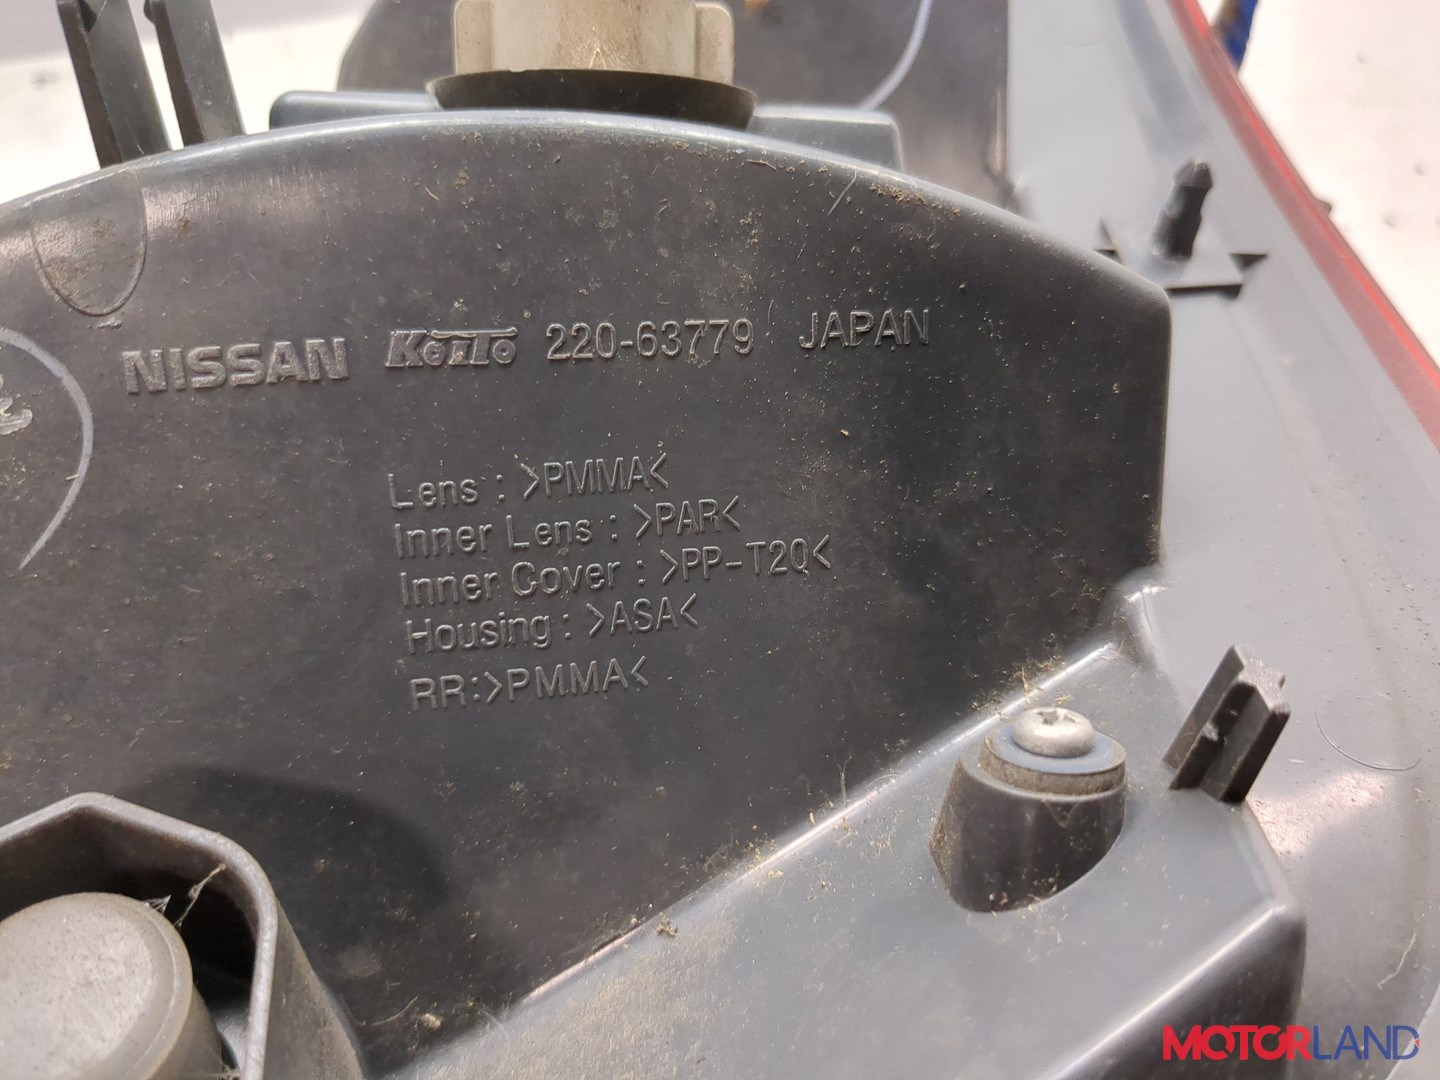 NISSAN KOITO 220-63779 JAPAN
Lens : >PMMA<
Inner Lens : >PAR<
Inner Cover : >PP-T20<
Housing : >ASA<
RR:>PMMA<
MOTORLAND